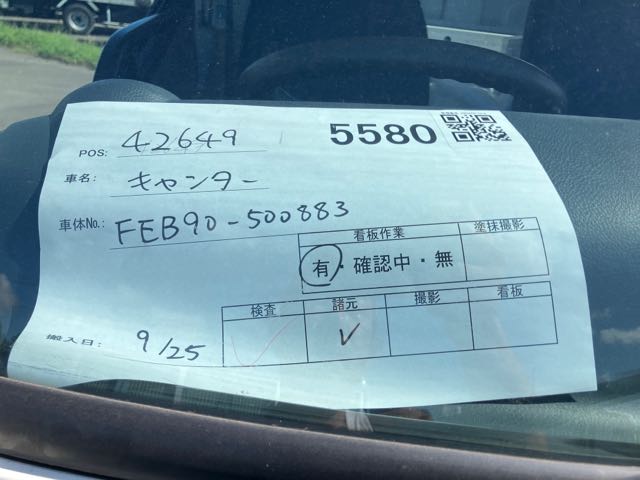 5580
POS: 42649
車名: キャンター
車体No.: FEB90-500883
看板作業 塗抹撮影
有・確認中・無
検査 諸元 撮影 看板
搬入日: 9/25